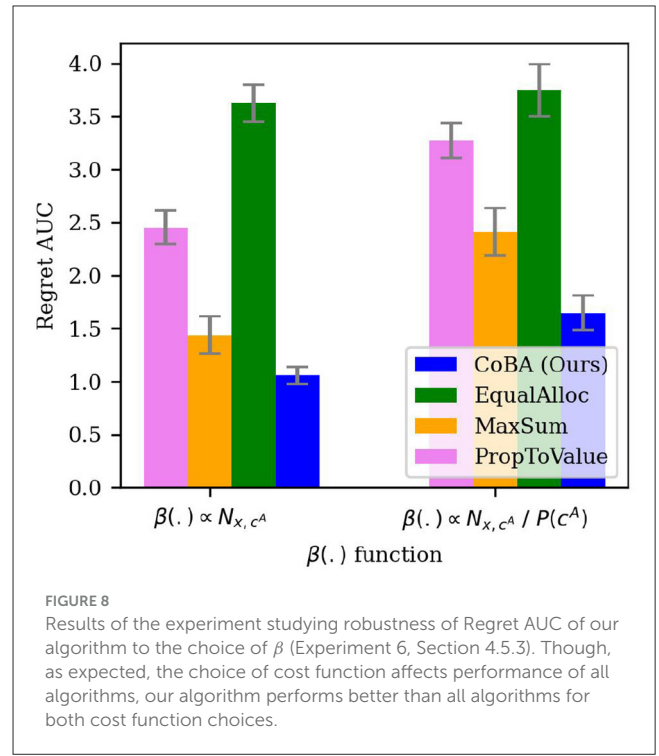 4.0
3.5
3.0
2.5
2.0
1.5
1.0
0.5
0.0
Regret AUC
CoBA (Ours)
EqualAlloc
MaxSum
PropToValue
β(.) ∝ N_{x, c^A}
β(.) ∝ N_{x, c^A} / P(c^A)
β(.) function
FIGURE 8
Results of the experiment studying robustness of Regret AUC of our
algorithm to the choice of β (Experiment 6, Section 4.5.3). Though,
as expected, the choice of cost function affects performance of all
algorithms, our algorithm performs better than all algorithms for
both cost function choices.